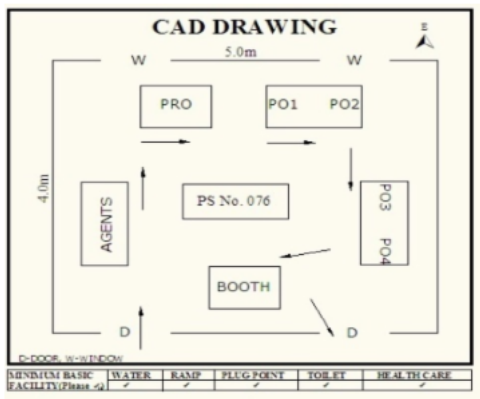 CAD DRAWING
W 5.0m W
PRO
PO1 PO2
4.0m
AGENTS
PS No. 076
PO3
PO4
BOOTH
D D
D-DOOR, W-WINDOW
MINIMUM BASIC FACILITY(Please ✓) WATER RAMP PLUG POINT TOILET HEALTH CARE
✓ ✓ ✓ ✓ ✓